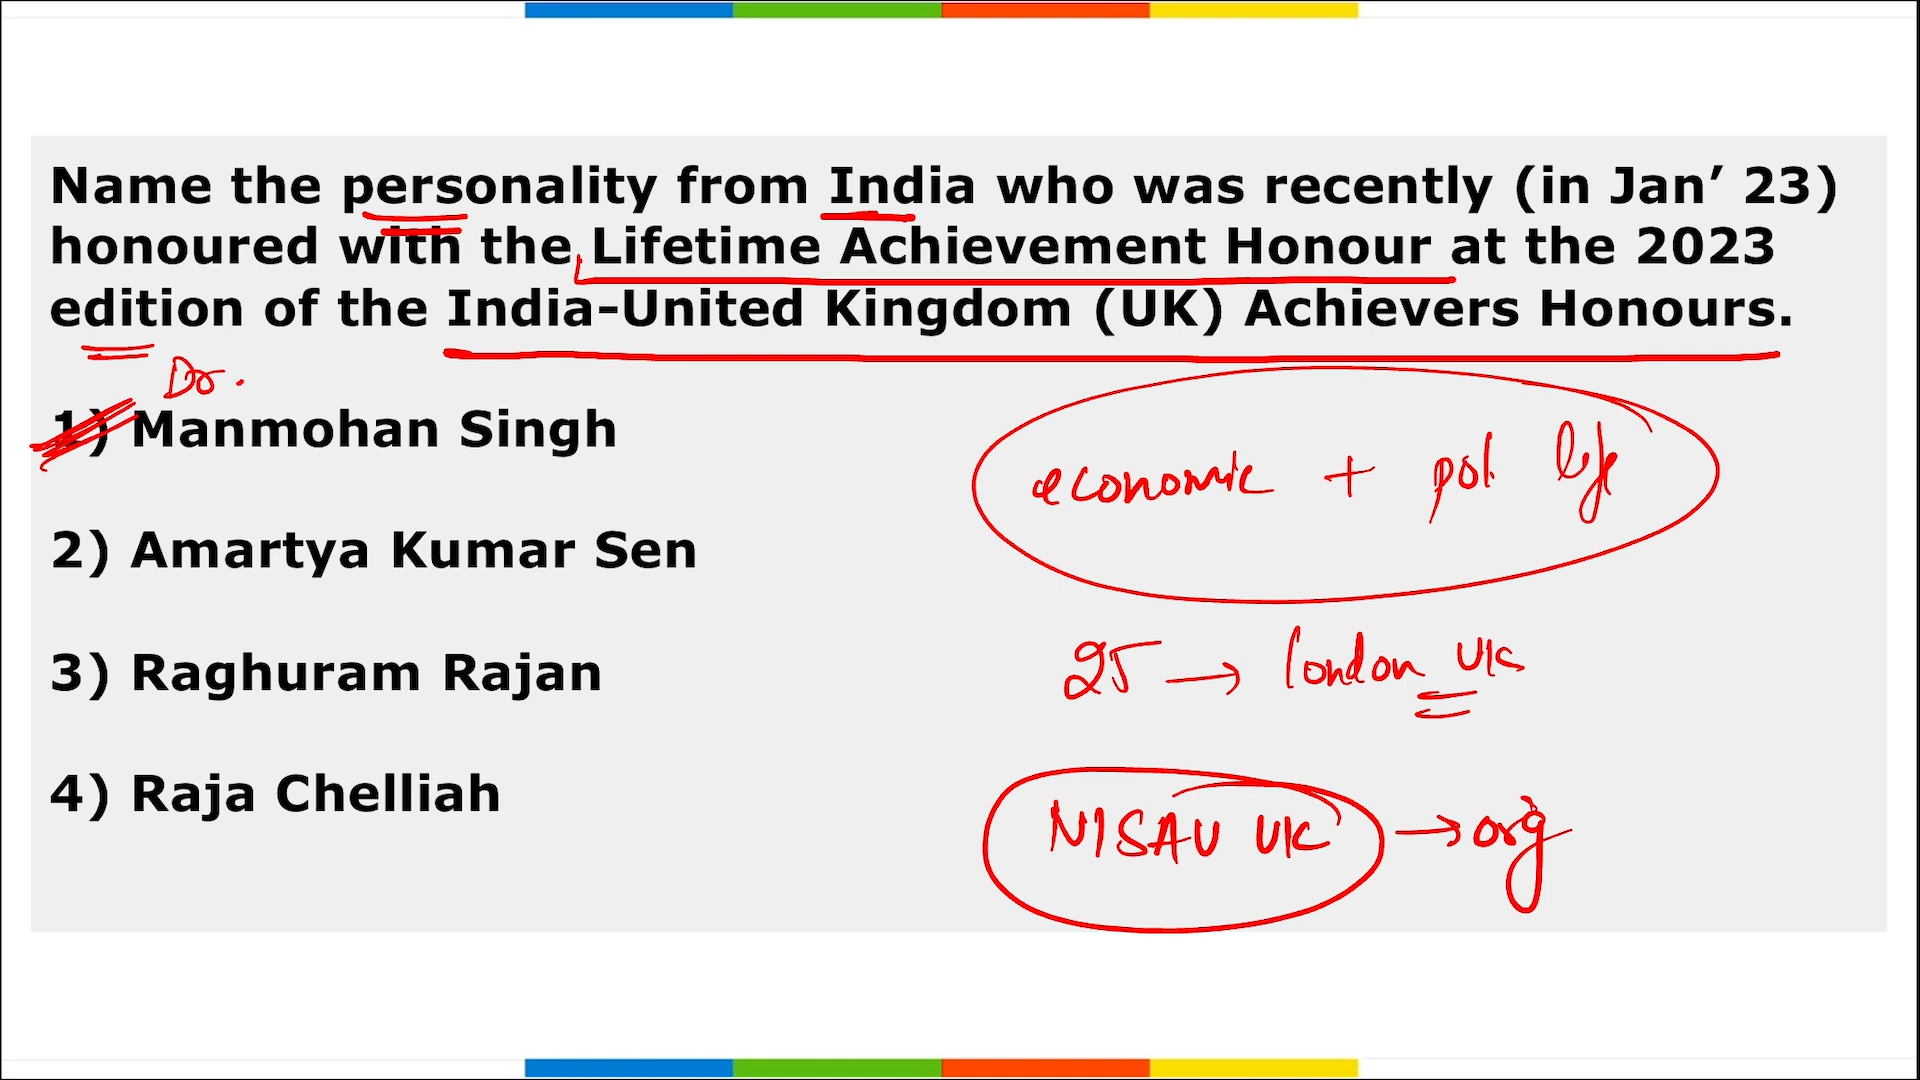 Name the personality from India who was recently (in Jan’ 23)
honoured with the Lifetime Achievement Honour at the 2023
edition of the India-United Kingdom (UK) Achievers Honours.
Dr.
1) Manmohan Singh
economic + pol. life
2) Amartya Kumar Sen
3) Raghuram Rajan
25 → London UK
4) Raja Chelliah
NISAU UK → org